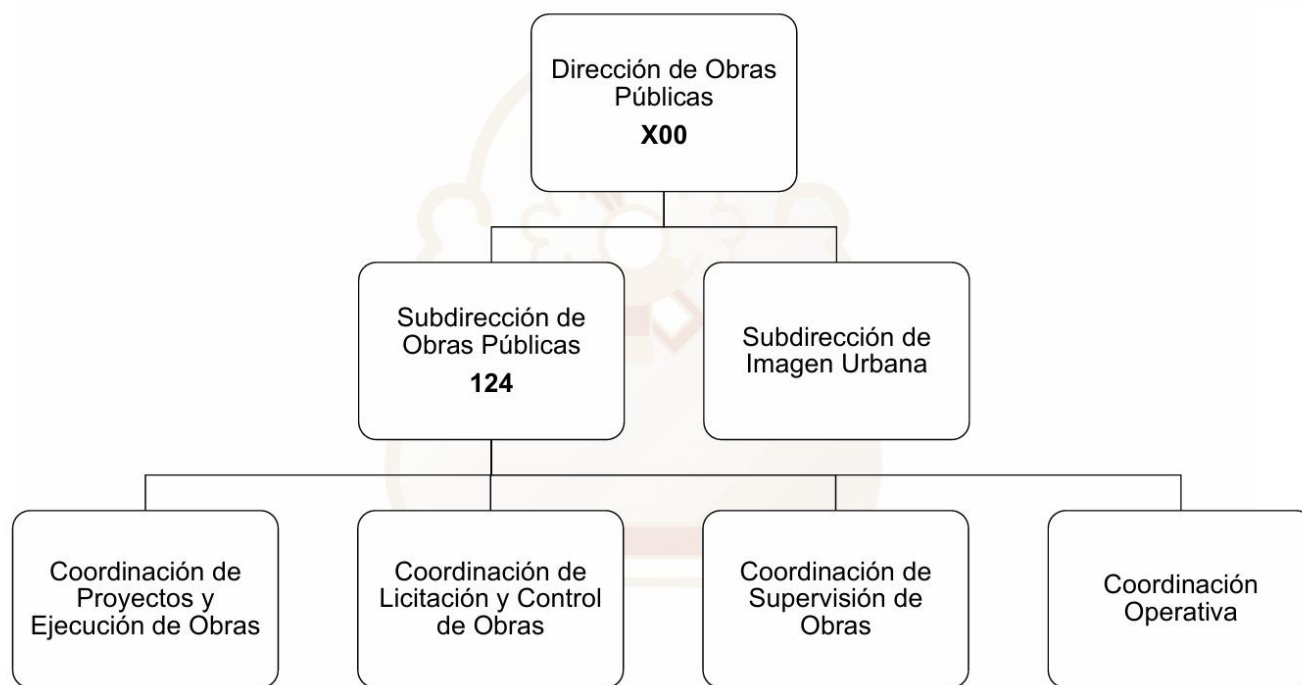 Dirección de Obras
Públicas
X00
Subdirección de
Obras Públicas
124
Subdirección de
Imagen Urbana
Coordinación de
Proyectos y
Ejecución de Obras
Coordinación de
Licitación y Control
de Obras
Coordinación de
Supervisión de
Obras
Coordinación
Operativa